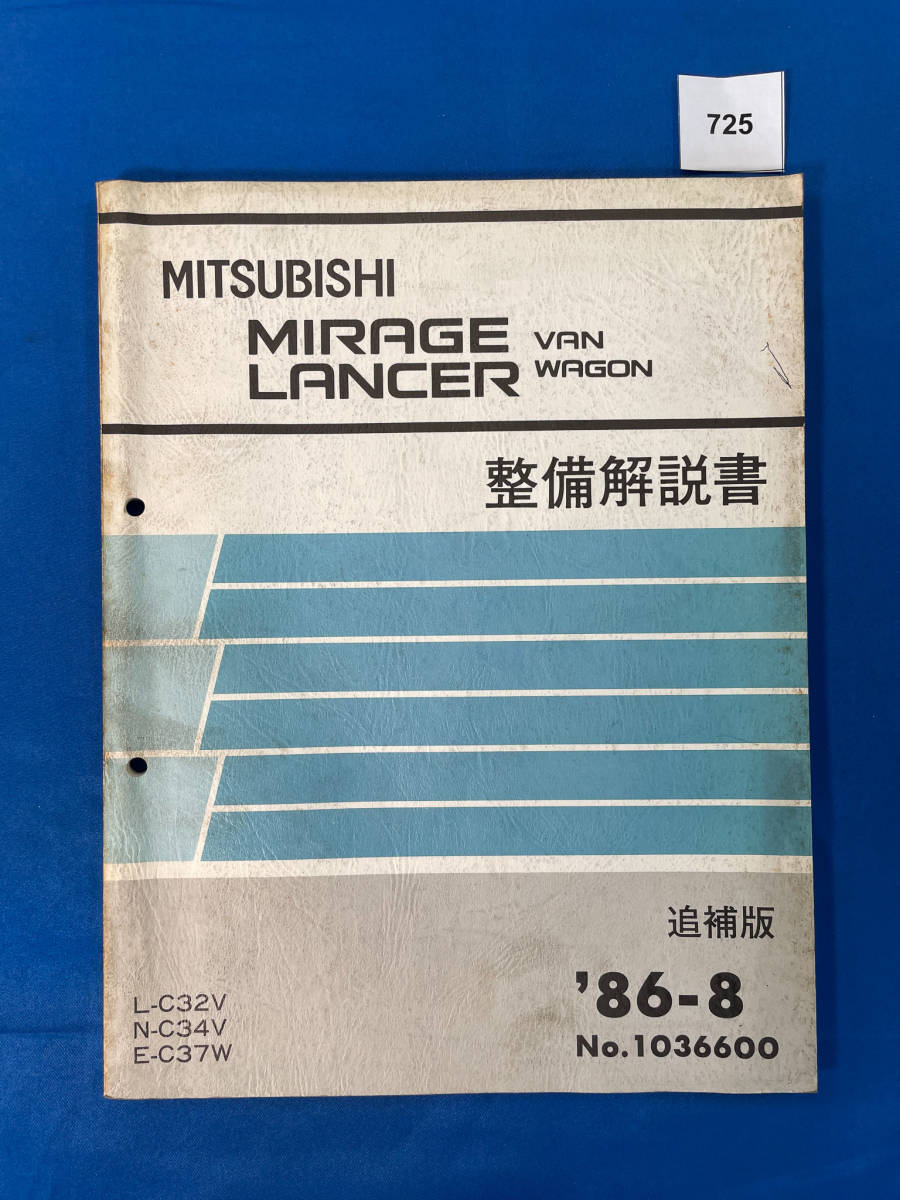 725
MITSUBISHI
MIRAGE VAN
LANCER WAGON
整備解説書
追補版
'86-8
No.1036600
L-C32V
N-C34V
E-C37W